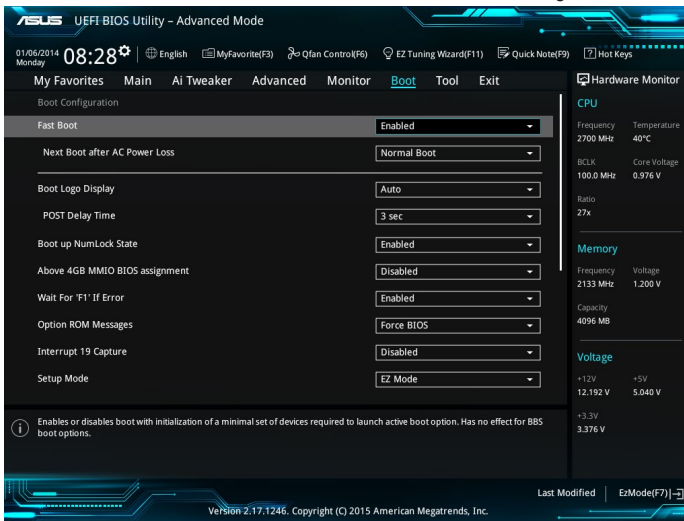 ASUS UEFI BIOS Utility – Advanced Mode
01/06/2014 Monday 08:28 English MyFavorite(F3) Qfan Control(F6) EZ Tuning Wizard(F11) Quick Note(F9) ? Hot Keys
My Favorites Main Ai Tweaker Advanced Monitor Boot Tool Exit
Boot Configuration
Fast Boot Enabled
Next Boot after AC Power Loss Normal Boot
Boot Logo Display Auto
POST Delay Time 3 sec
Boot up NumLock State Enabled
Above 4GB MMIO BIOS assignment Disabled
Wait For 'F1' If Error Enabled
Option ROM Messages Force BIOS
Interrupt 19 Capture Disabled
Setup Mode EZ Mode
i Enables or disables boot with initialization of a minimal set of devices required to launch active boot option. Has no effect for BBS
boot options.
Hardware Monitor
CPU
Frequency Temperature
2700 MHz 40°C
BCLK Core Voltage
100.0 MHz 0.976 V
Ratio
27x
Memory
Frequency Voltage
2133 MHz 1.200 V
Capacity
4096 MB
Voltage
+12V +5V
12.192 V 5.040 V
+3.3V
3.376 V
Last Modified EzMode(F7)
Version 2.17.1246. Copyright (C) 2015 American Megatrends, Inc.